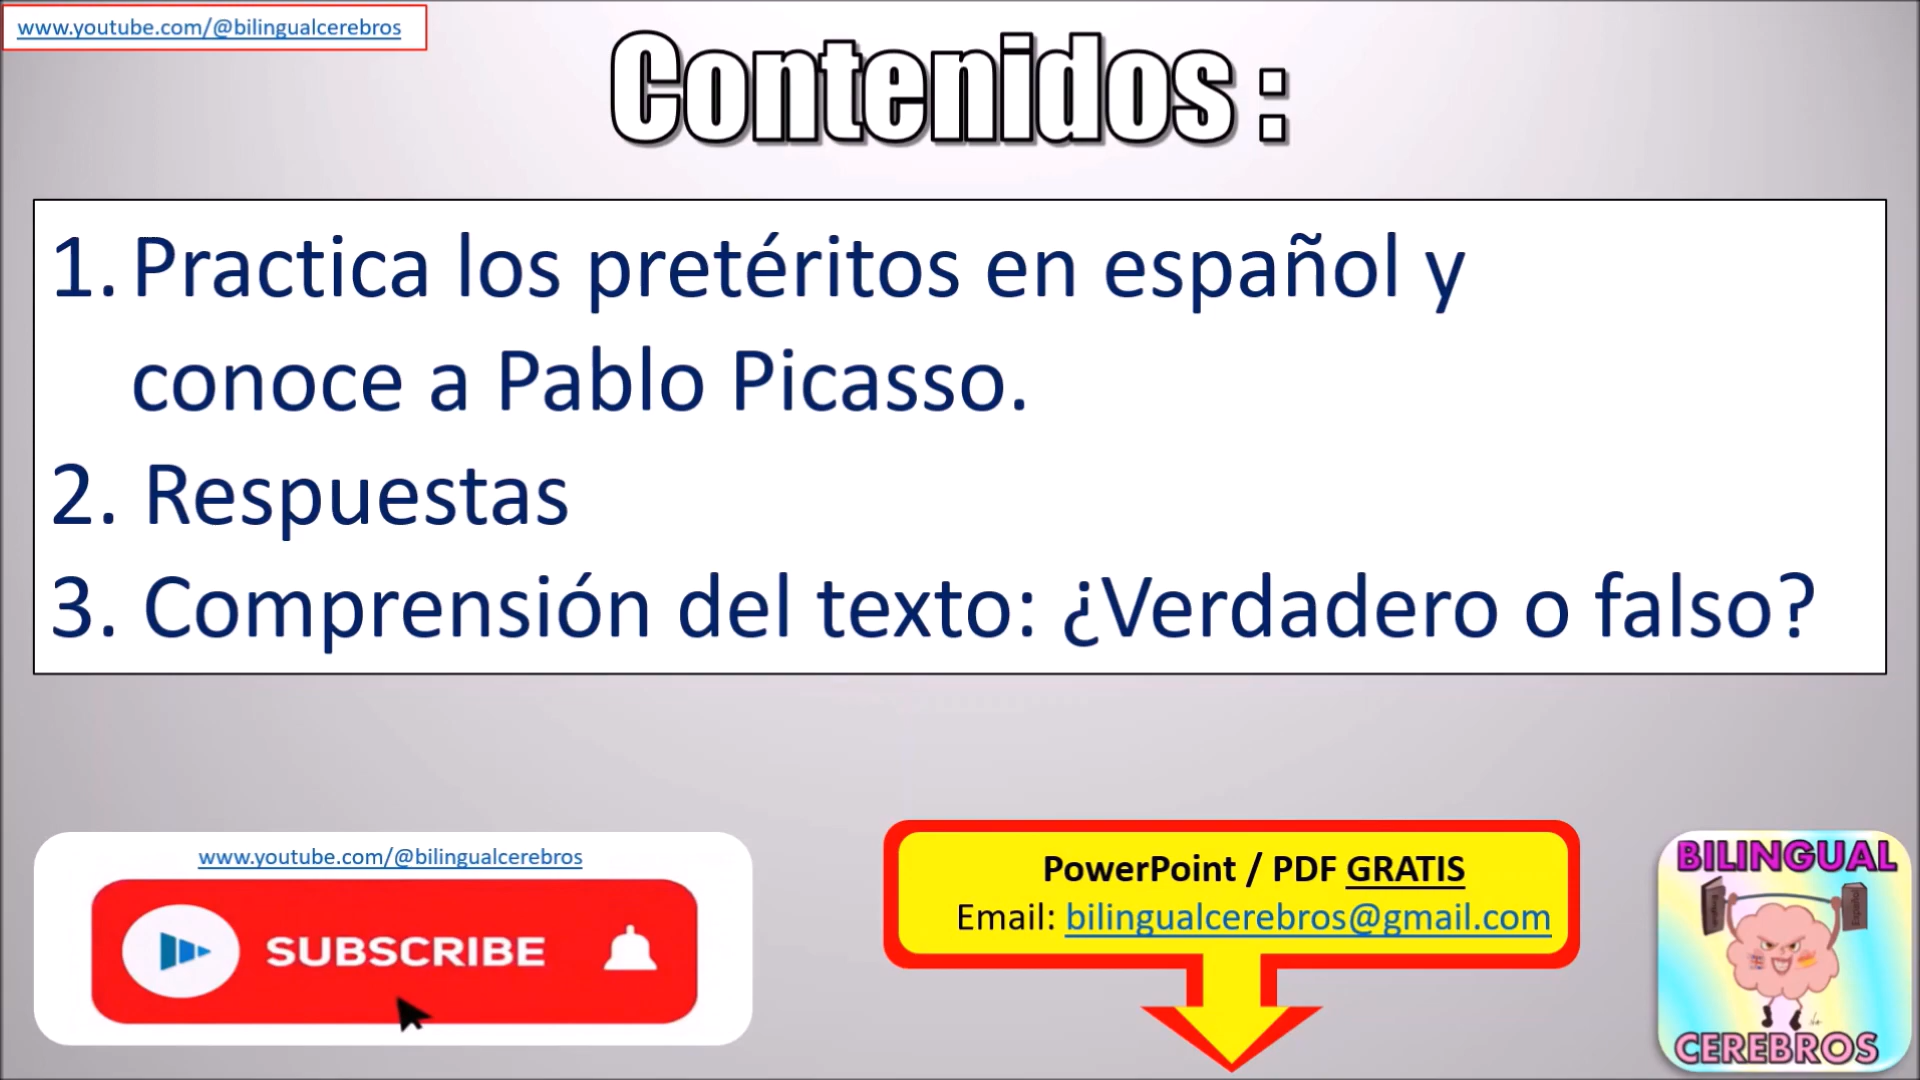 www.youtube.com/@bilingualcerebros
Contenidos :
1. Practica los pretéritos en español y
conoce a Pablo Picasso.
2. Respuestas
3. Comprensión del texto: ¿Verdadero o falso?
www.youtube.com/@bilingualcerebros
SUBSCRIBE
PowerPoint / PDF GRATIS
Email: bilingualcerebros@gmail.com
BILINGUAL
CEREBROS